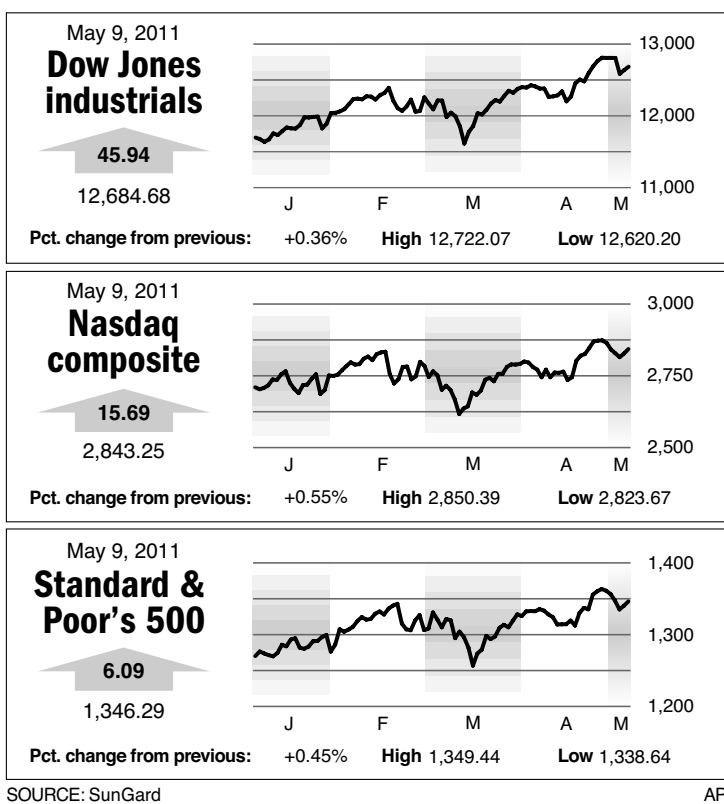 May 9, 2011
Dow Jones
industrials
45.94
12,684.68
13,000
12,000
11,000
J F M A M
Pct. change from previous: +0.36% High 12,722.07 Low 12,620.20
May 9, 2011
Nasdaq
composite
15.69
2,843.25
3,000
2,750
2,500
J F M A M
Pct. change from previous: +0.55% High 2,850.39 Low 2,823.67
May 9, 2011
Standard &
Poor's 500
6.09
1,346.29
1,400
1,300
1,200
J F M A M
Pct. change from previous: +0.45% High 1,349.44 Low 1,338.64
SOURCE: SunGard AP